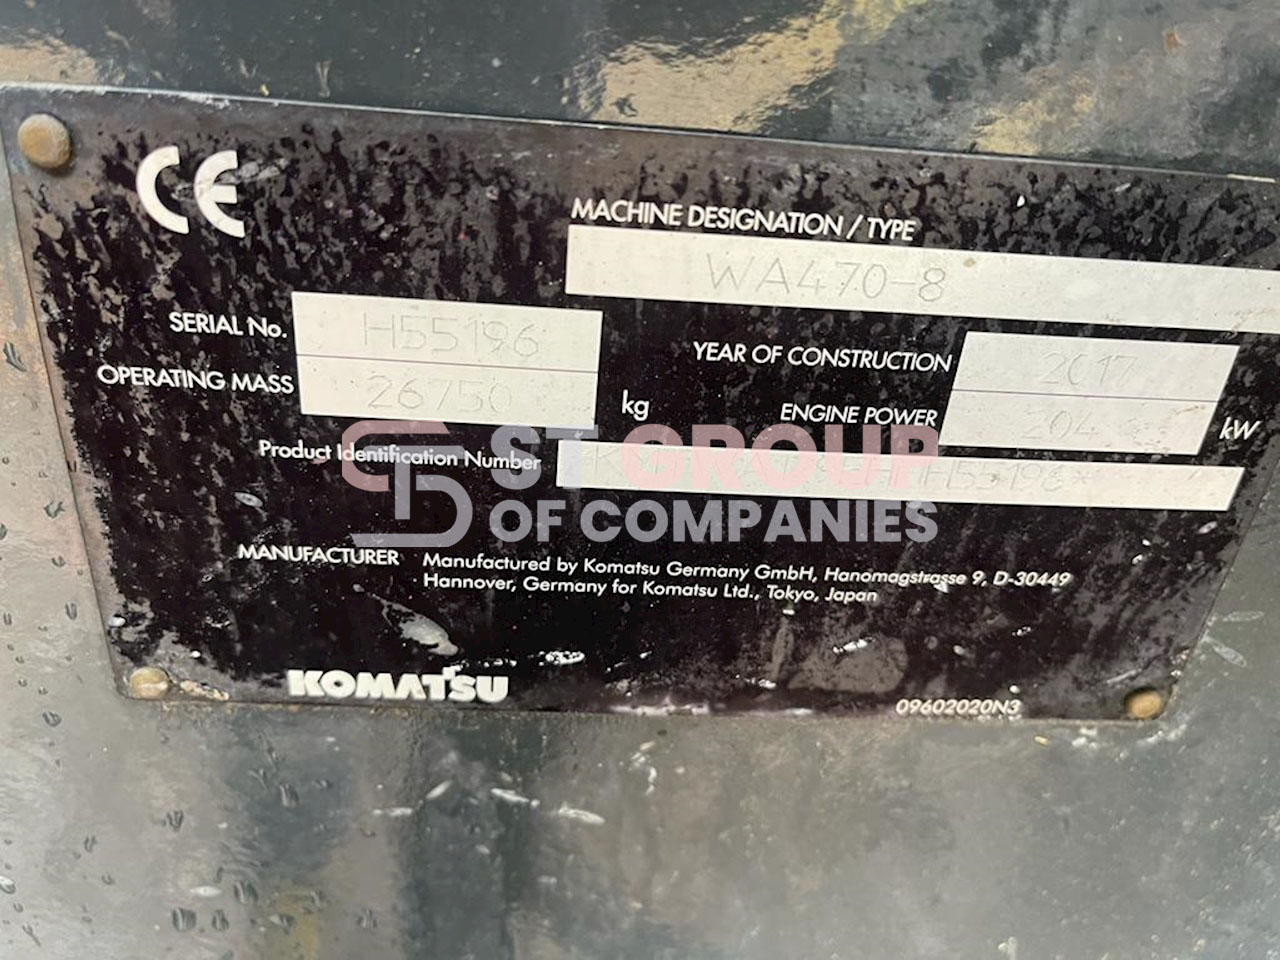 CE
MACHINE DESIGNATION / TYPE
WA470-8
SERIAL No. H55196
YEAR OF CONSTRUCTION 2017
OPERATING MASS 26750 kg
ENGINE POWER kW
Product Identification Number
ST GROUP
OF COMPANIES
MANUFACTURER Manufactured by Komatsu Germany GmbH, Hanomagstrasse 9, D-30449
Hannover, Germany for Komatsu Ltd., Tokyo, Japan
KOMATSU
09602020N3